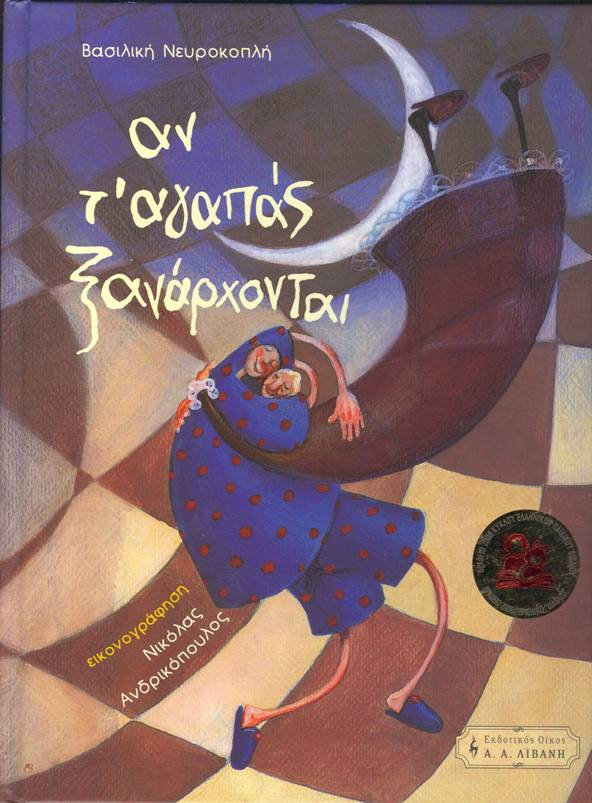 Βασιλική Νευροκοπλή
αν
τ'αγαπάς
ξανάρχονται
εικονογράφηση
Νικόλας
Ανδρικόπουλος
Εκδοτικός Οίκος
Α. Α. ΛΙΒΑΝΗ